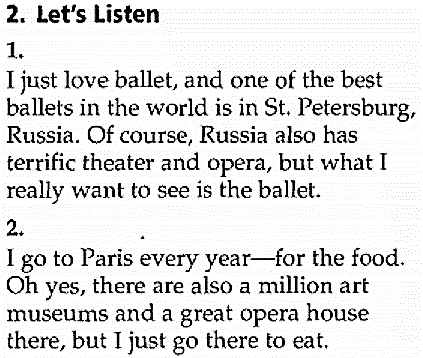 2. Let's Listen
1.
I just love ballet, and one of the best
ballets in the world is in St. Petersburg,
Russia. Of course, Russia also has
terrific theater and opera, but what I
really want to see is the ballet.
2.
I go to Paris every year—for the food.
Oh yes, there are also a million art
museums and a great opera house
there, but I just go there to eat.